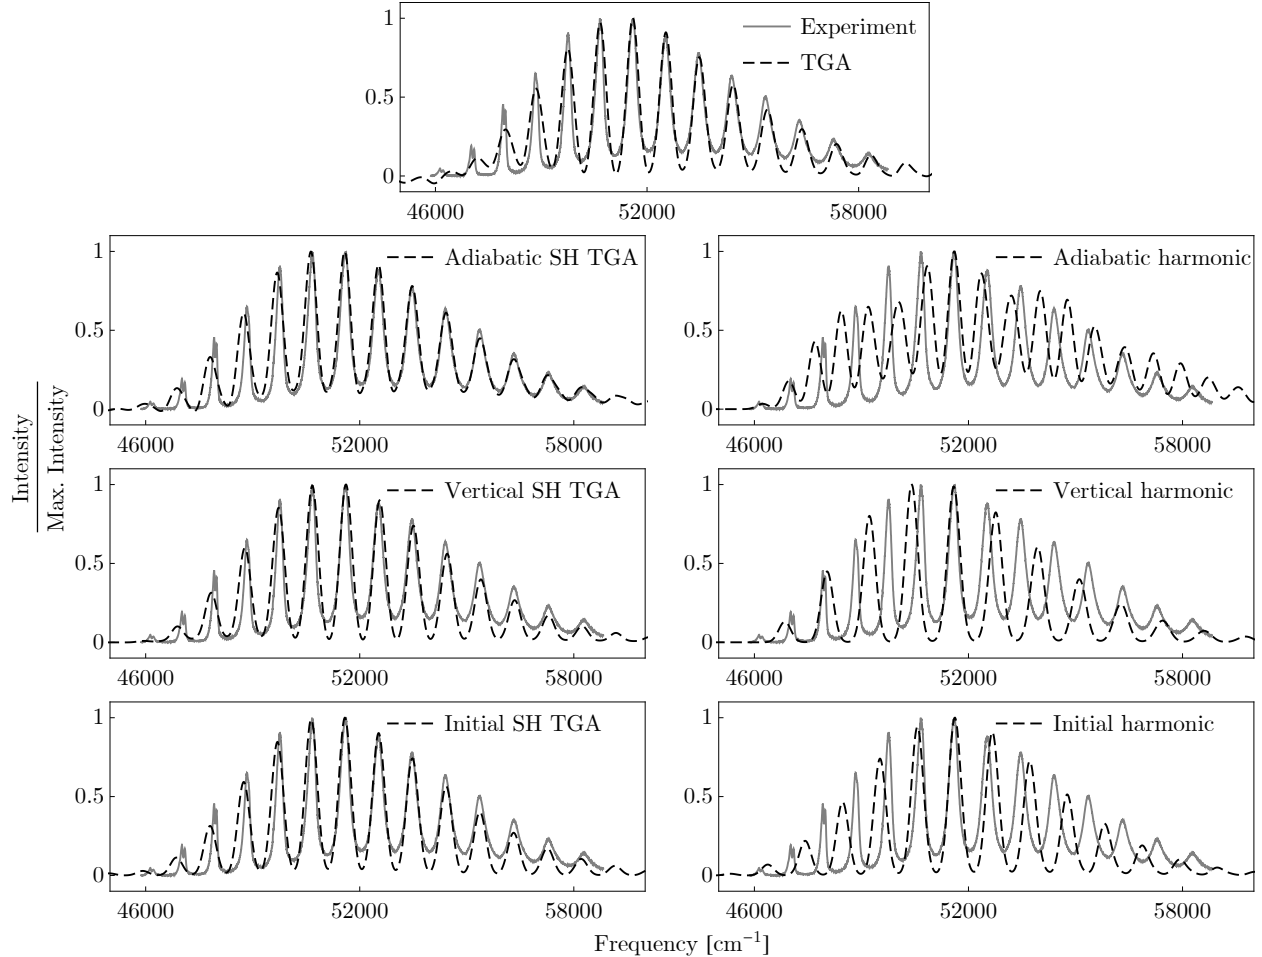 1
0.5
0
Experiment
TGA
46000 52000 58000
1
0.5
0
Adiabatic SH TGA
46000 52000 58000
1
0.5
0
Adiabatic harmonic
46000 52000 58000
Intensity
Max. Intensity
1
0.5
0
Vertical SH TGA
46000 52000 58000
1
0.5
0
Vertical harmonic
46000 52000 58000
1
0.5
0
Initial SH TGA
46000 52000 58000
1
0.5
0
Initial harmonic
46000 52000 58000
Frequency [cm⁻¹]